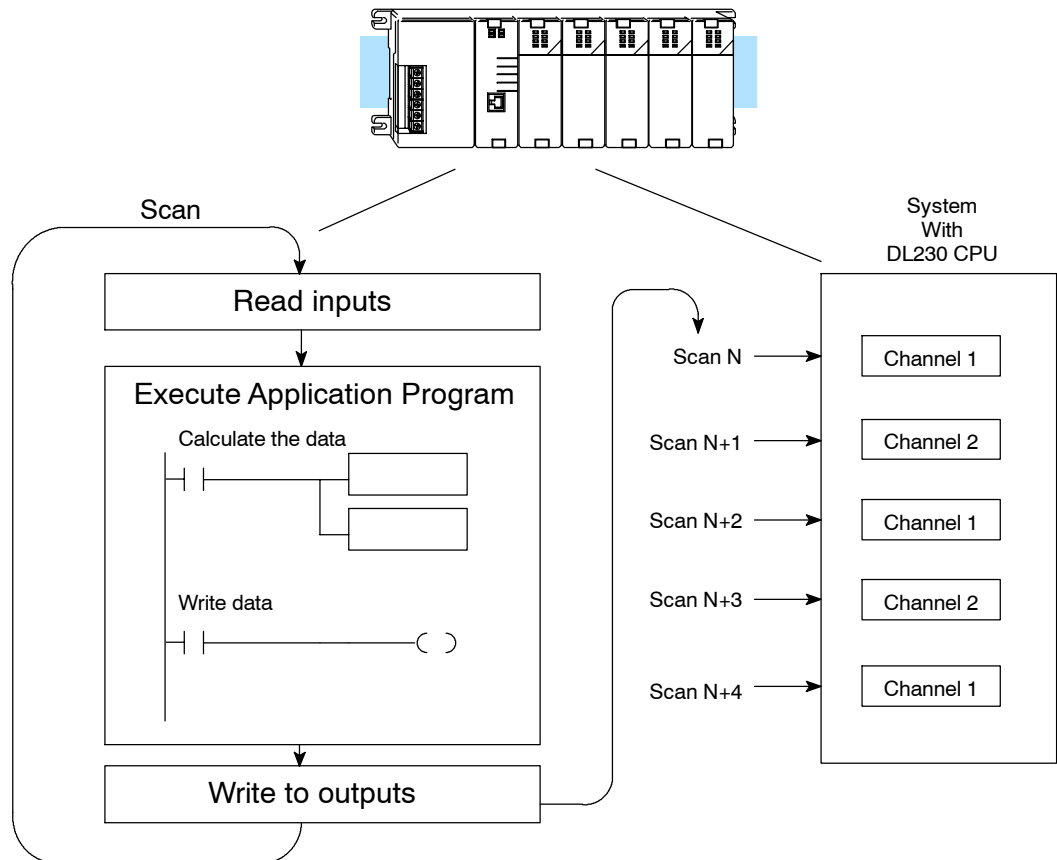 Scan
System
With
DL230 CPU
Read inputs
Execute Application Program
Calculate the data
Write data
Write to outputs
Scan N
Channel 1
Scan N+1
Channel 2
Scan N+2
Channel 1
Scan N+3
Channel 2
Scan N+4
Channel 1